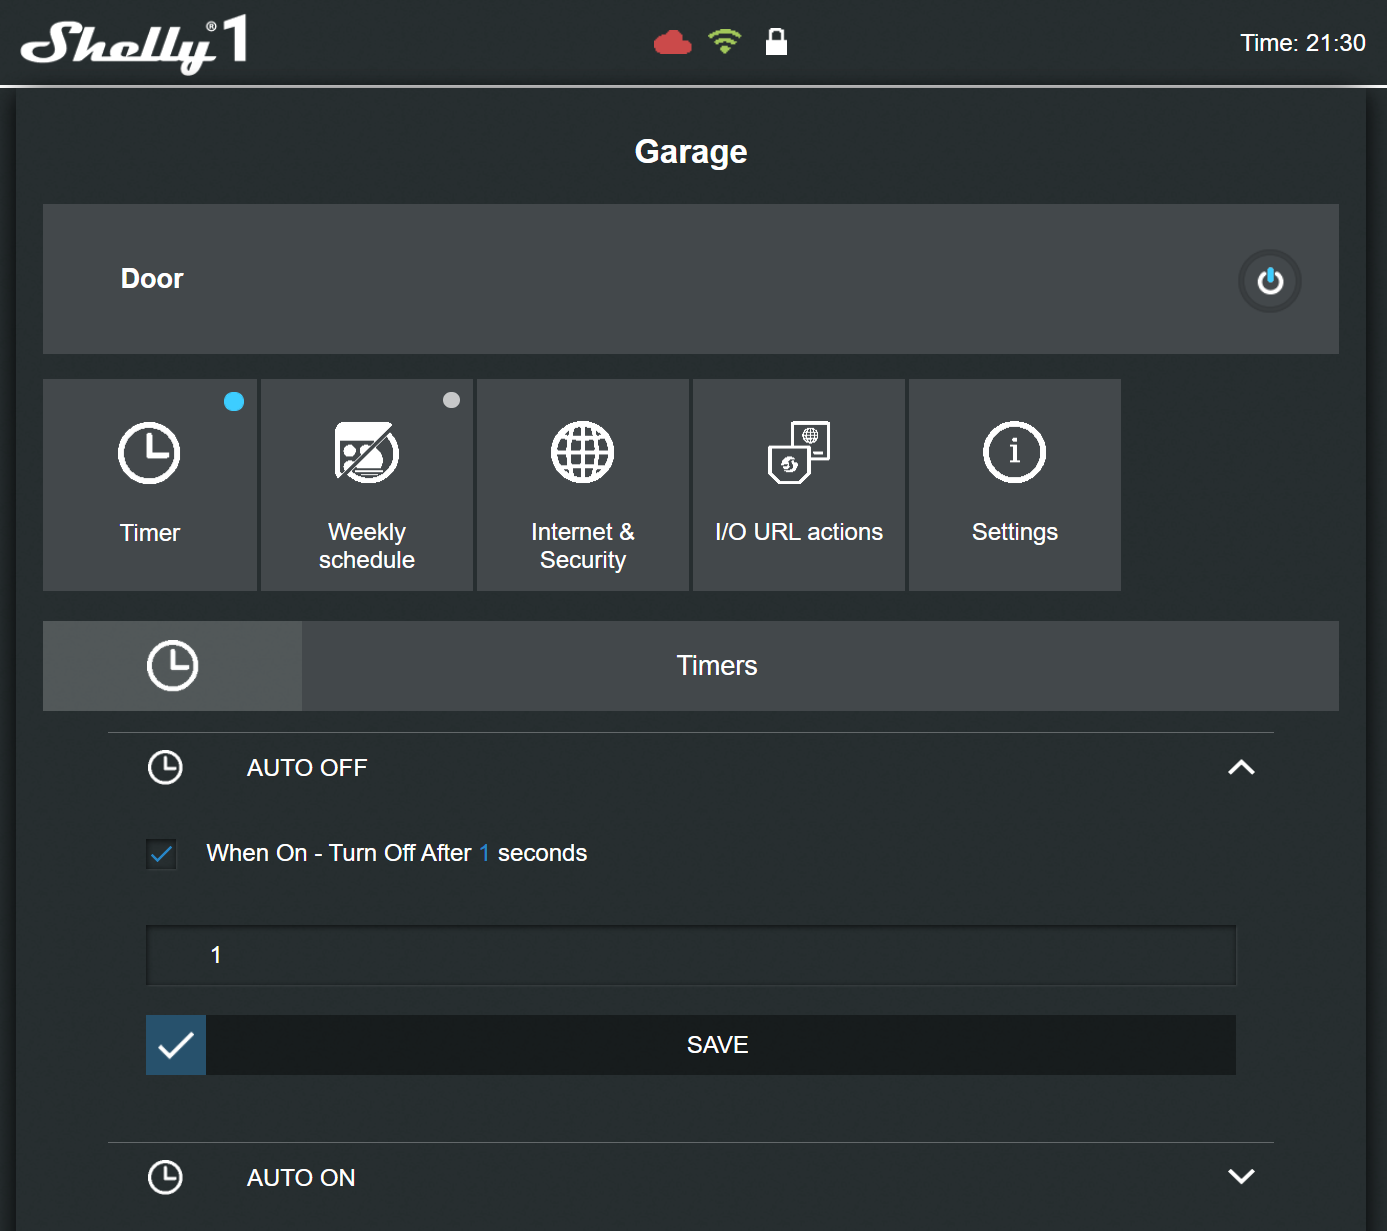 Shelly®1
Time: 21:30
Garage
Door
Timer
Weekly
schedule
Internet &
Security
I/O URL actions
Settings
Timers
AUTO OFF
When On - Turn Off After 1 seconds
1
SAVE
AUTO ON